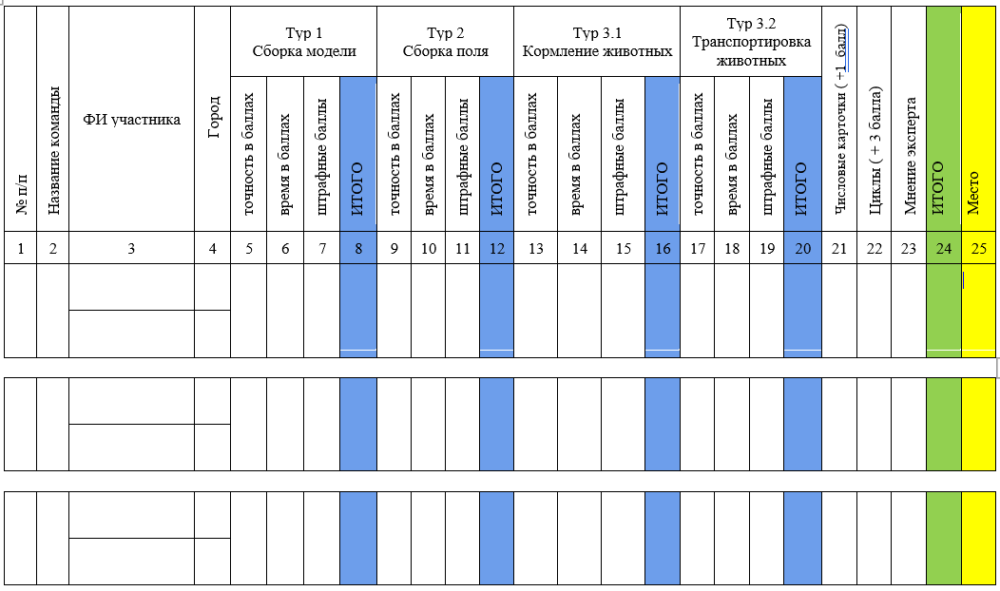 № п/п
Название команды
ФИ участника
Город
Тур 1
Сборка модели
Тур 2
Сборка поля
Тур 3.1
Кормление животных
Тур 3.2
Транспортировка
животных
точность в баллах
время в баллах
штрафные баллы
ИТОГО
точность в баллах
время в баллах
штрафные баллы
ИТОГО
точность в баллах
время в баллах
штрафные баллы
ИТОГО
точность в баллах
время в баллах
штрафные баллы
ИТОГО
Числовые карточки ( +1 балл)
Циклы ( + 3 балла)
Мнение эксперта
ИТОГО
Место
1 2 3 4 5 6 7 8 9 10 11 12 13 14 15 16 17 18 19 20 21 22 23 24 25